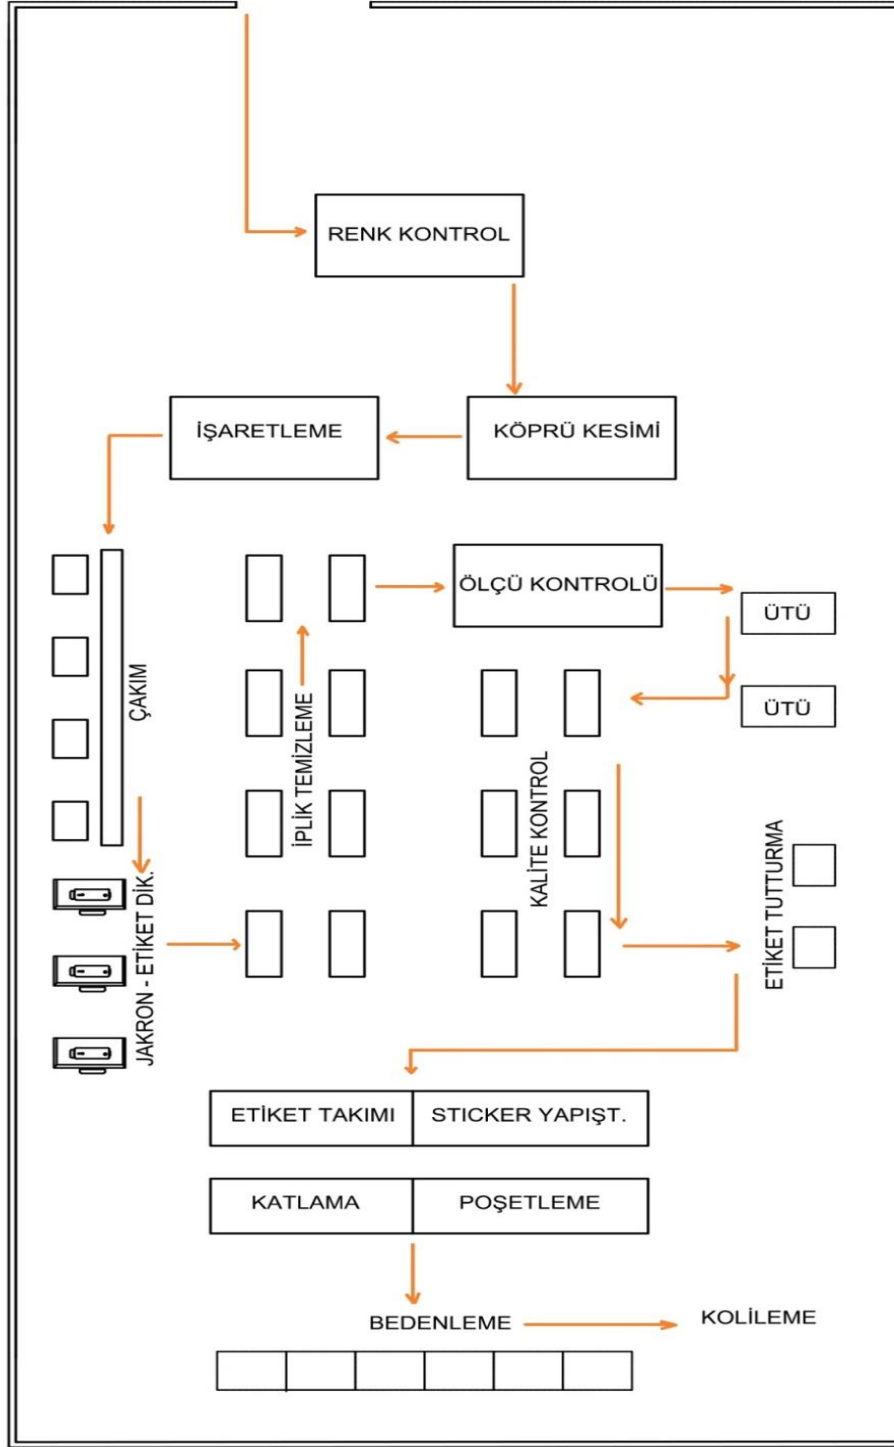 RENK KONTROL
İŞARETLEME
KÖPRÜ KESİMİ
ÖLÇÜ KONTROLÜ
ÜTÜ
ÜTÜ
ÇAKIM
İPLİK TEMİZLEME
KALİTE KONTROL
JAKRON - ETİKET DİK.
ETİKET TUTTURMA
ETİKET TAKIMI
STICKER YAPIŞT.
KATLAMA
POŞETLEME
BEDENLEME
KOLİLEME